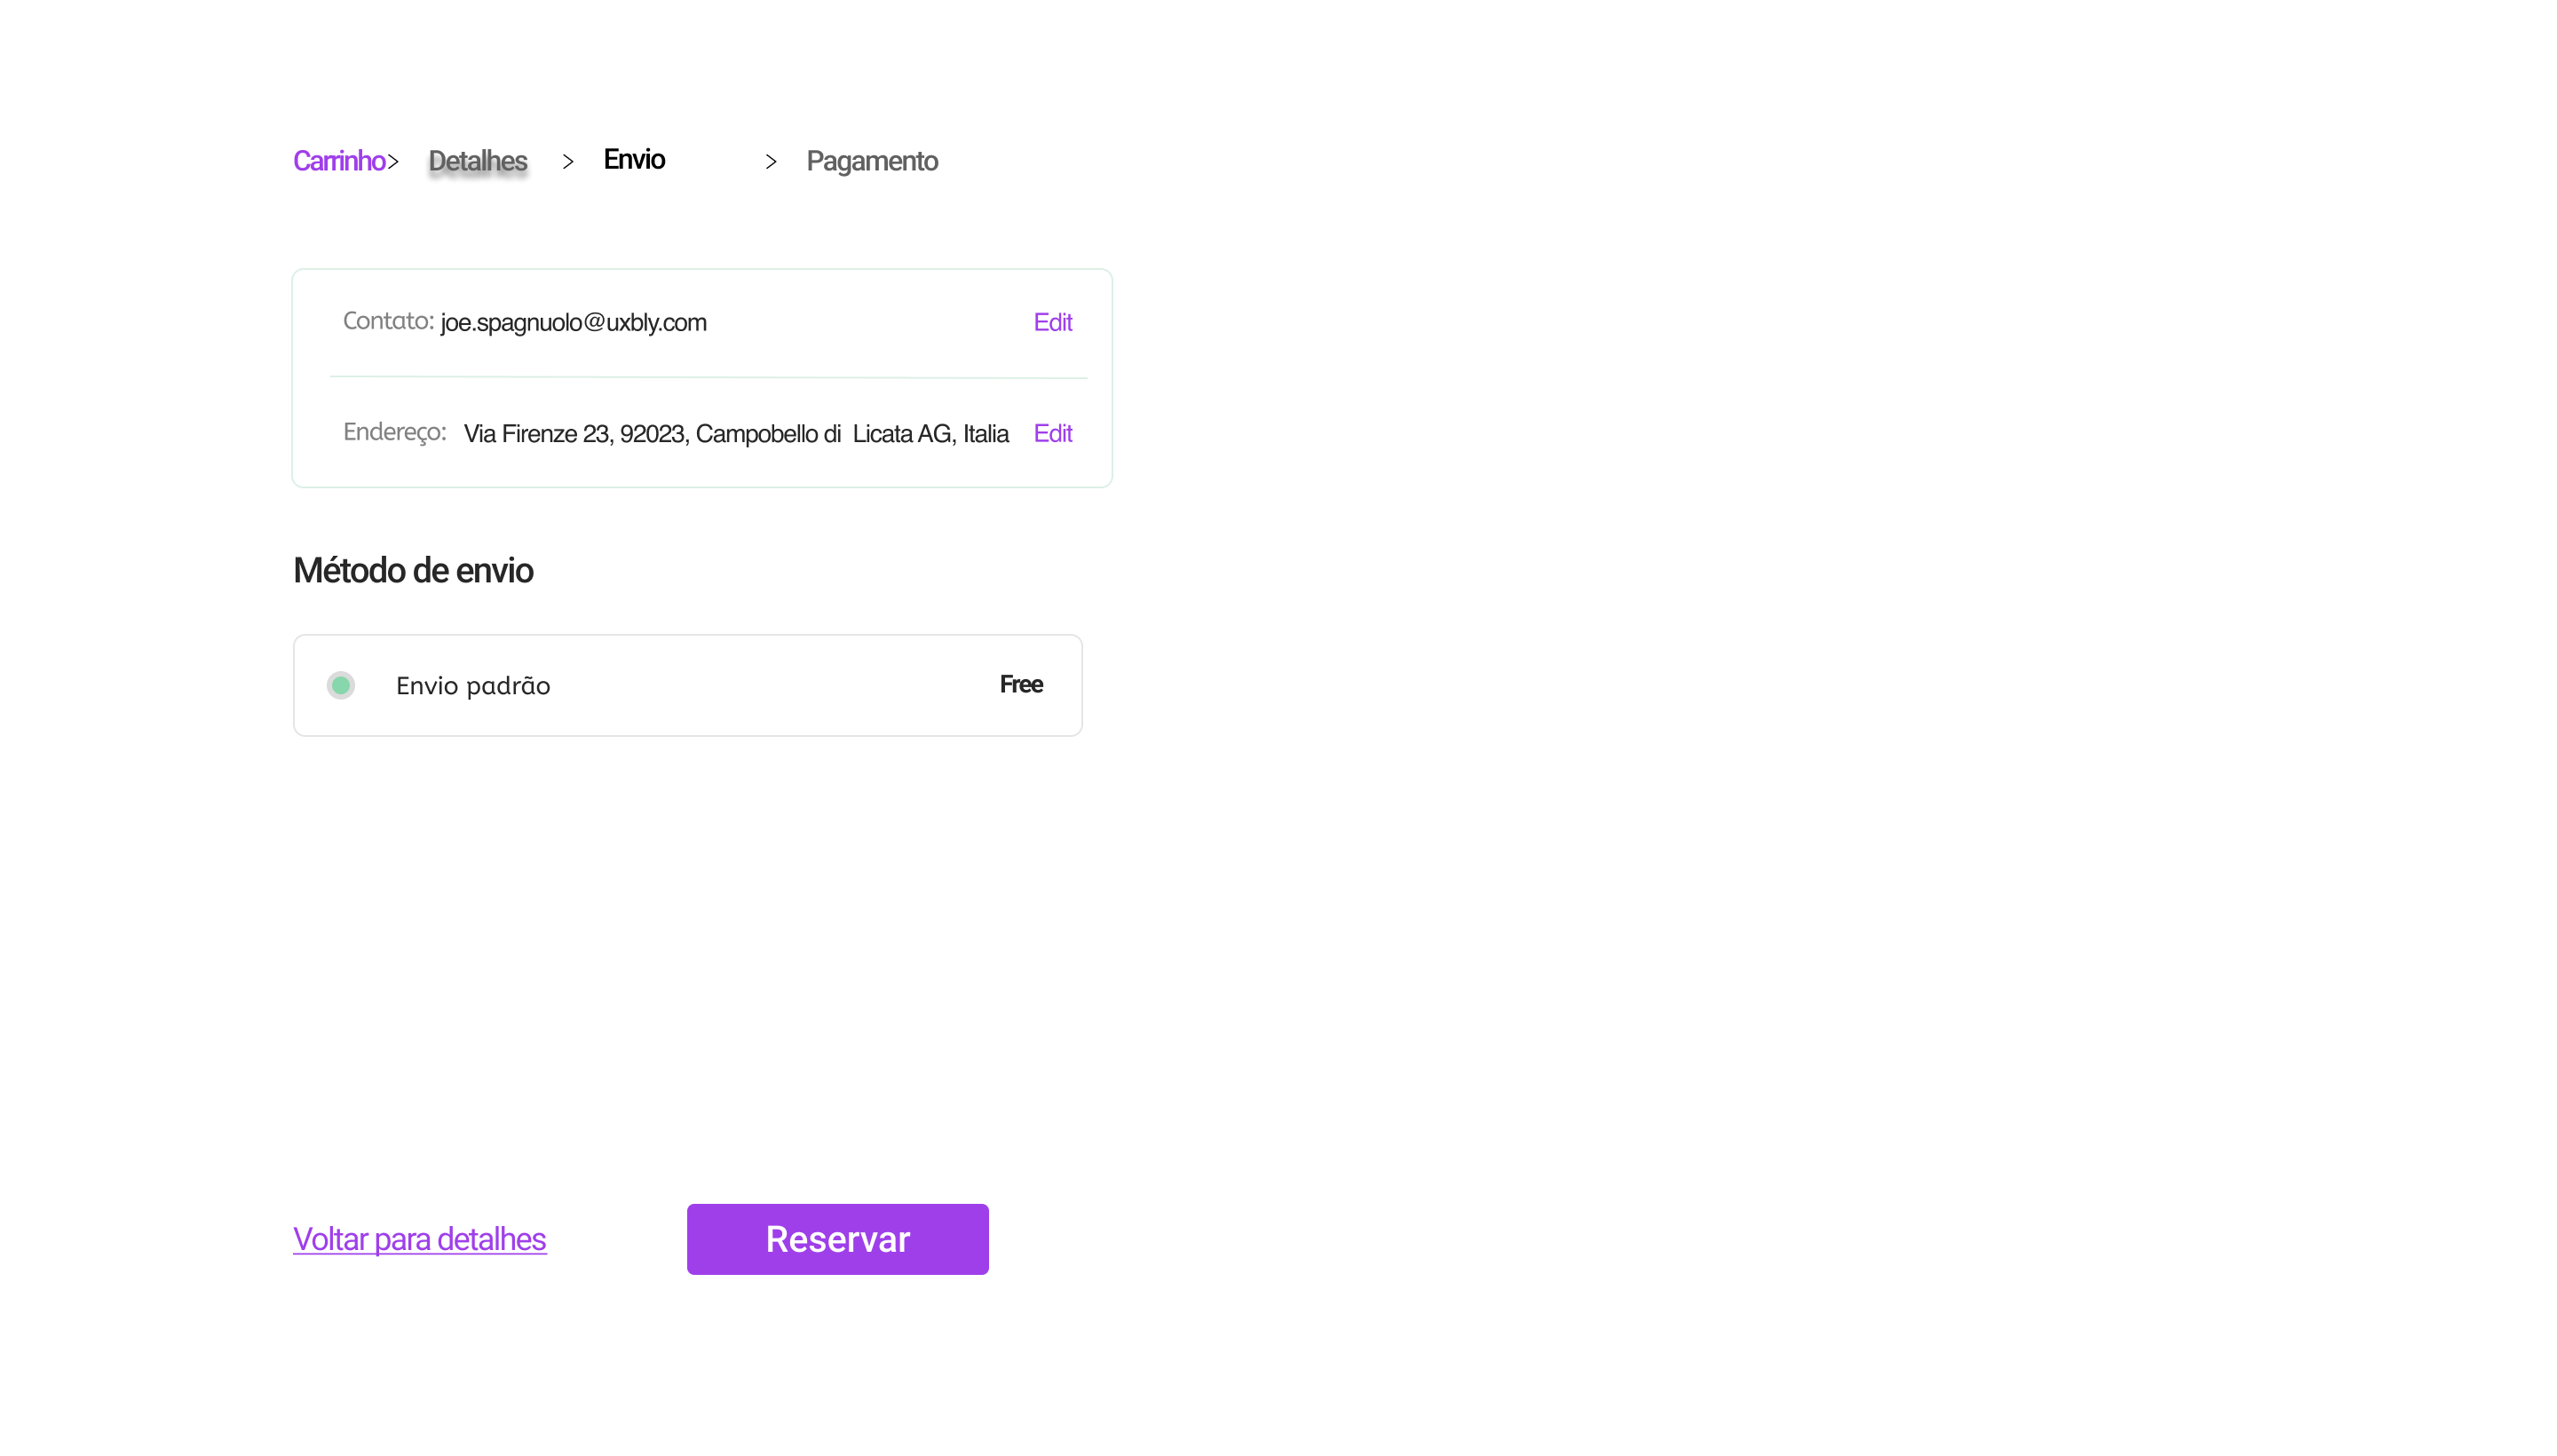 Carrinho> Detalhes > Envio > Pagamento
Contato: joe.spagnuolo@uxbly.com Edit
Endereço: Via Firenze 23, 92023, Campobello di Licata AG, Italia Edit
Método de envio
Envio padrão Free
Voltar para detalhes Reservar